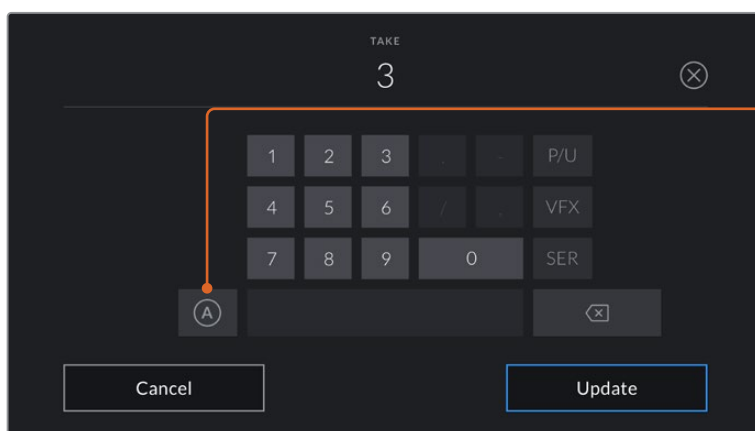 TAKE
3
1 2 3 . - P/U
4 5 6 / , VFX
7 8 9 0 SER
A
Cancel Update